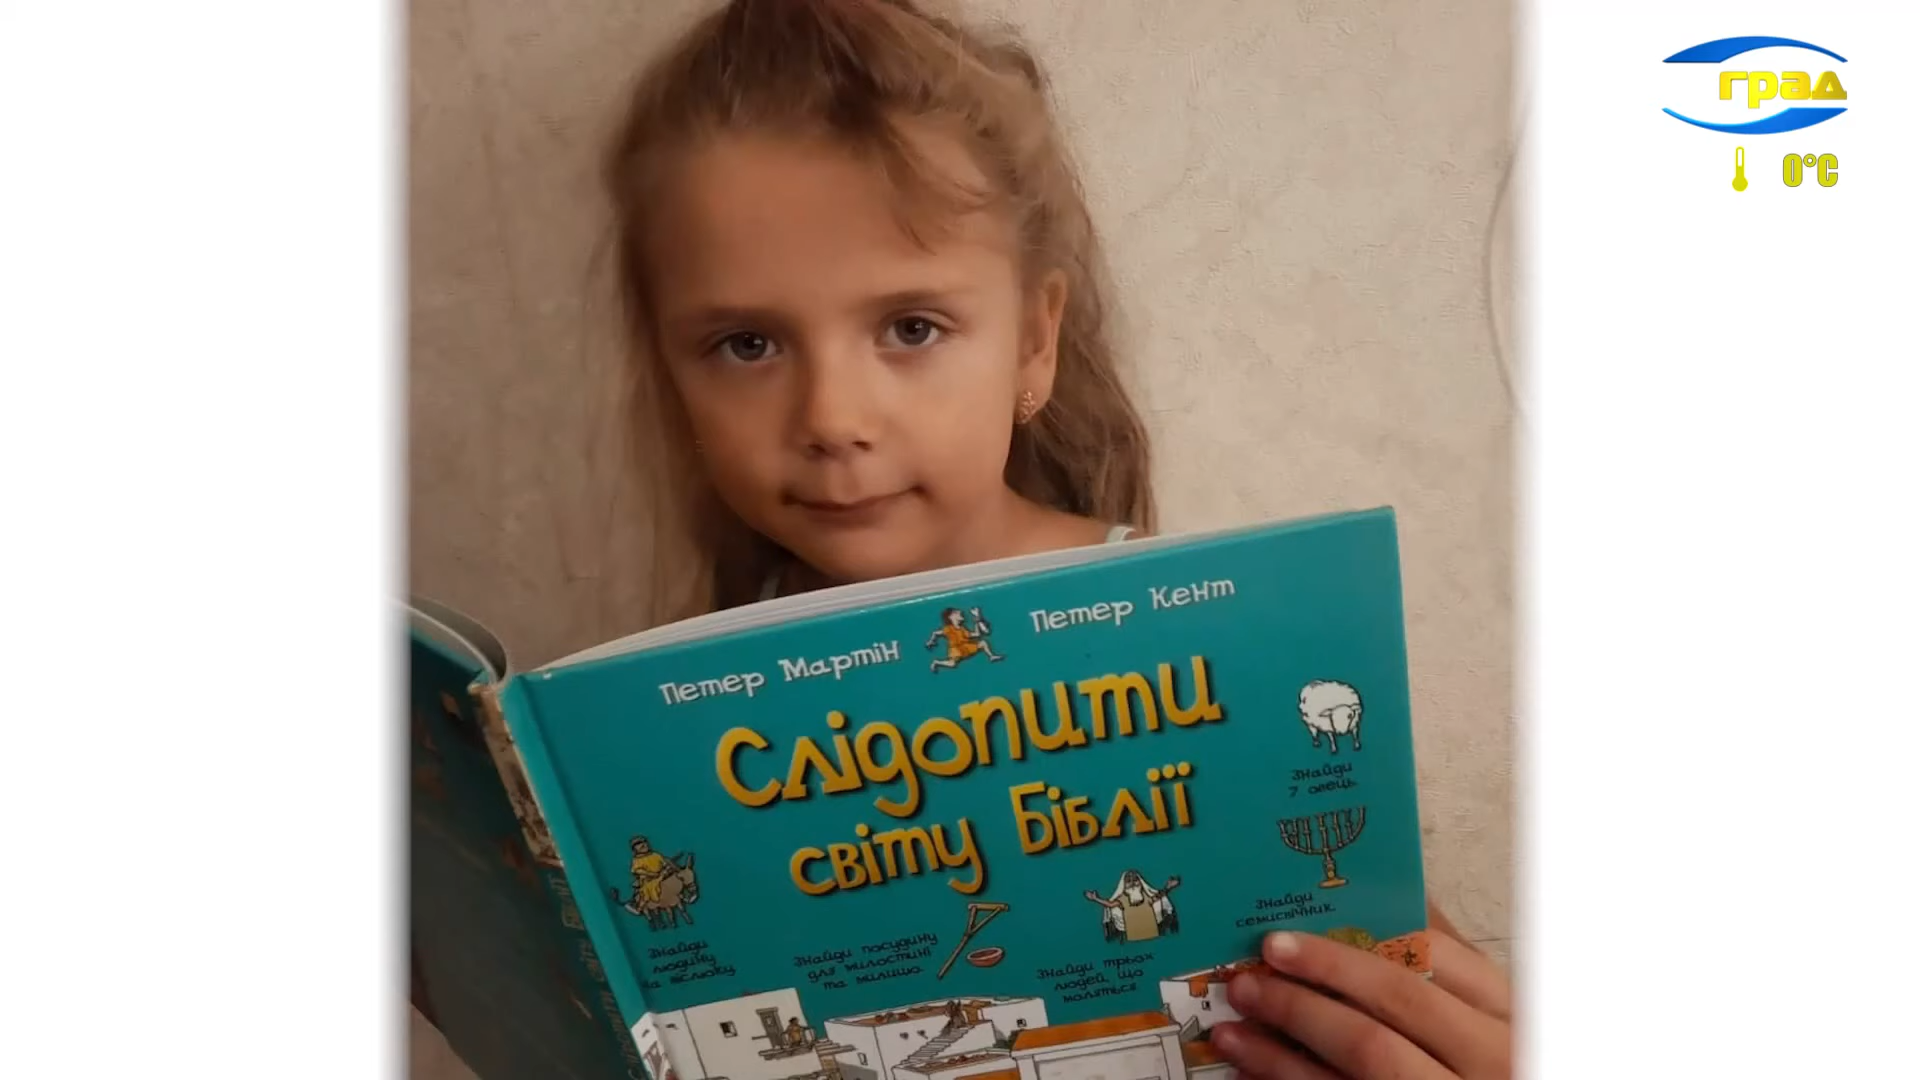 град
0°C
Петер Мартін
Петер Кент
Слідопити
світу Біблії
Знайди
7 овець.
Знайди
семисвічник.
Знайди
людину
на віслюку.
Знайди посудину
для милостині
та милицю.
Знайди трьох
людей, що
моляться